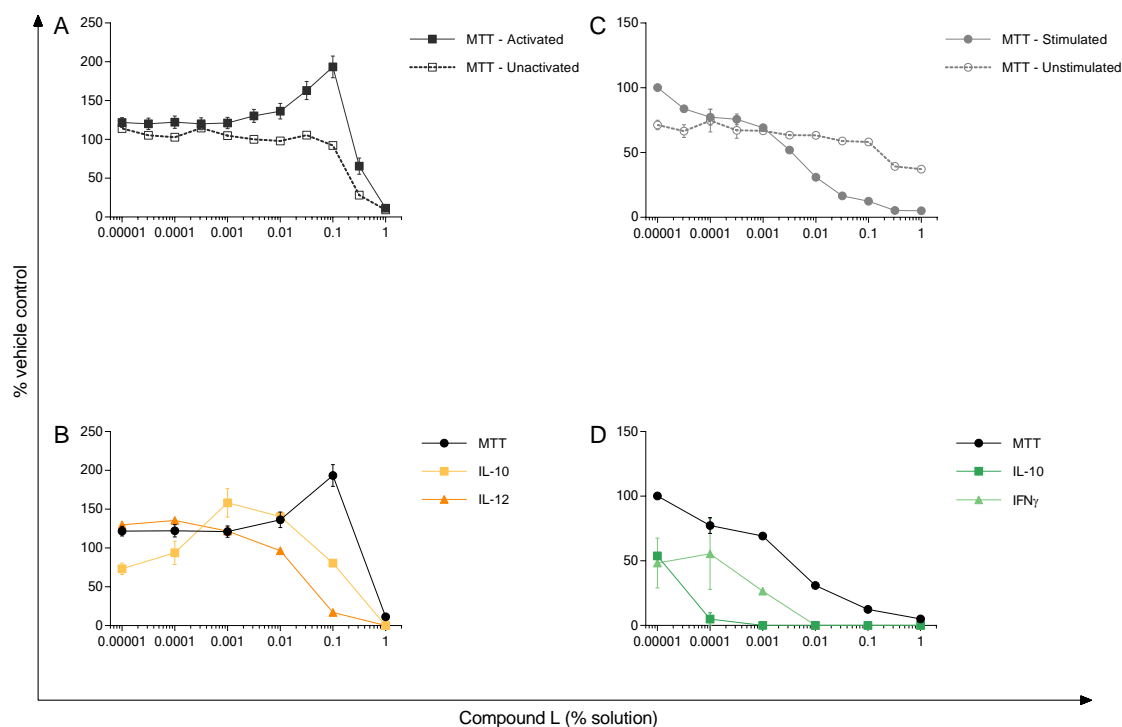 A
250
200
150
100
50
0
0.00001 0.0001 0.001 0.01 0.1 1
MTT - Activated
MTT - Unactivated
C
150
100
50
0
0.00001 0.0001 0.001 0.01 0.1 1
MTT - Stimulated
MTT - Unstimulated
% vehicle control
B
250
200
150
100
50
0
0.00001 0.0001 0.001 0.01 0.1 1
MTT
IL-10
IL-12
D
150
100
50
0
0.00001 0.0001 0.001 0.01 0.1 1
MTT
IL-10
IFNγ
Compound L (% solution)